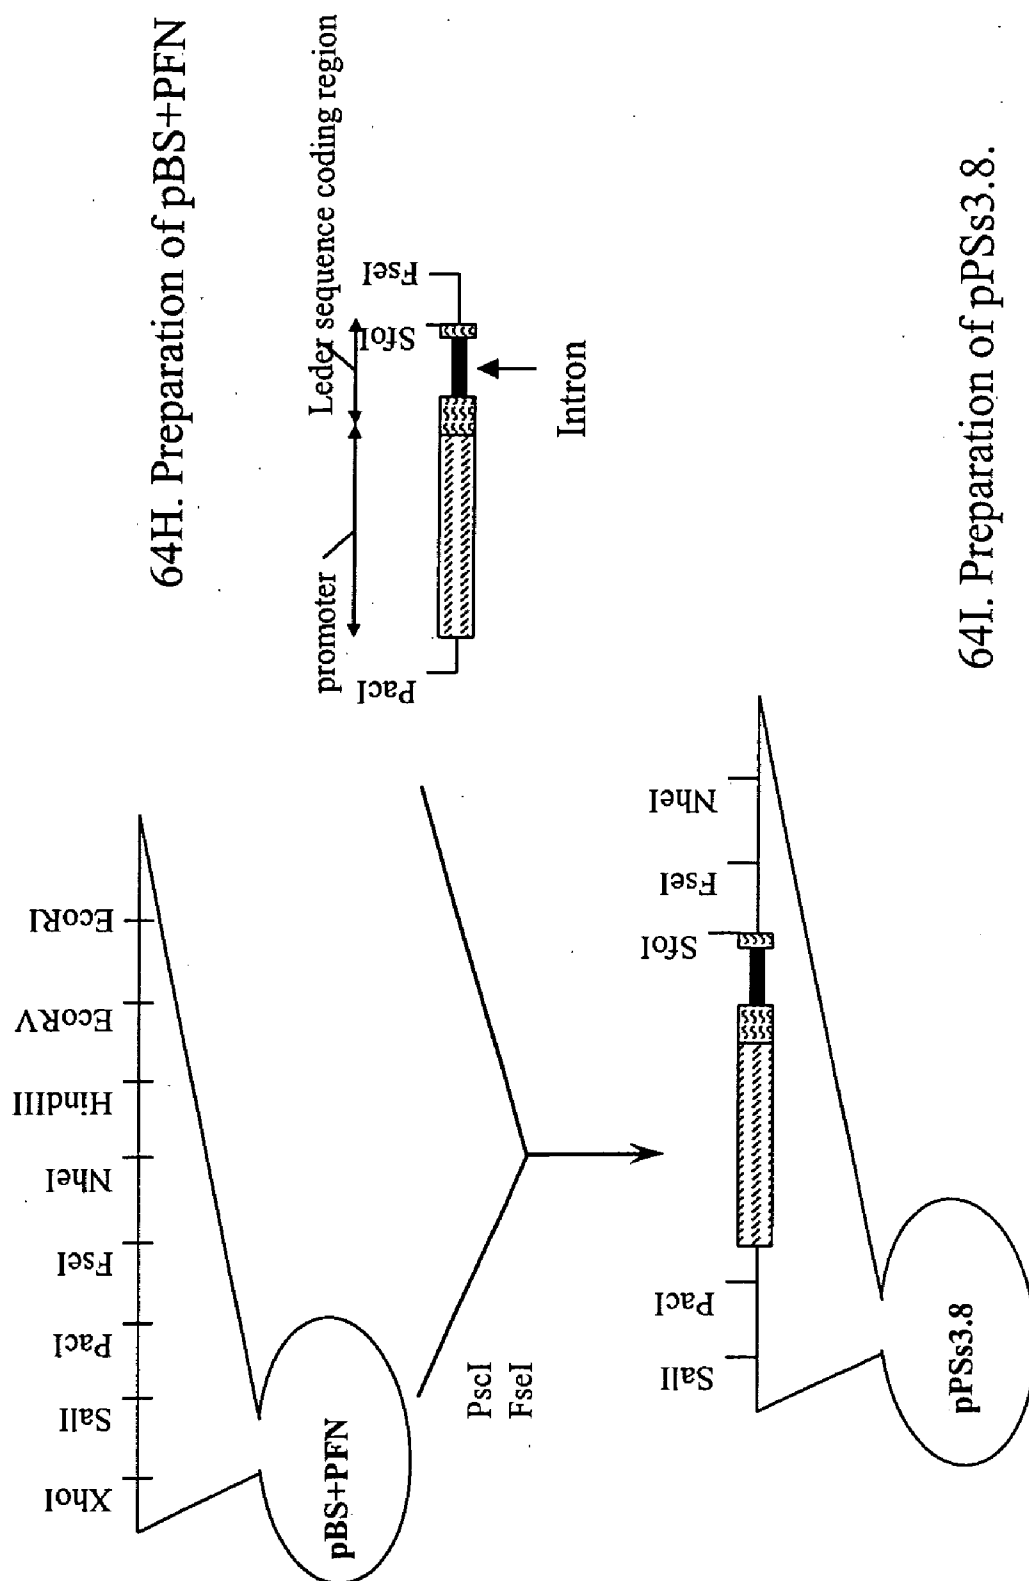 64H. Preparation of pBS+PFN
XhoI
SalI
PacI
FseI
NheI
HindIII
EcoRV
EcoRI
pBS+PFN
promoter
Leder sequence coding region
PacI
SfoI
FseI
Intron
PscI
FseI
64I. Preparation of pPSs3.8.
SalI
PacI
SfoI
FseI
NheI
pPSs3.8